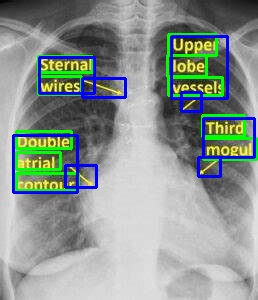 Sternal
wires
Upper
lobe
vessels
Third
mogul
Double
atrial
contour